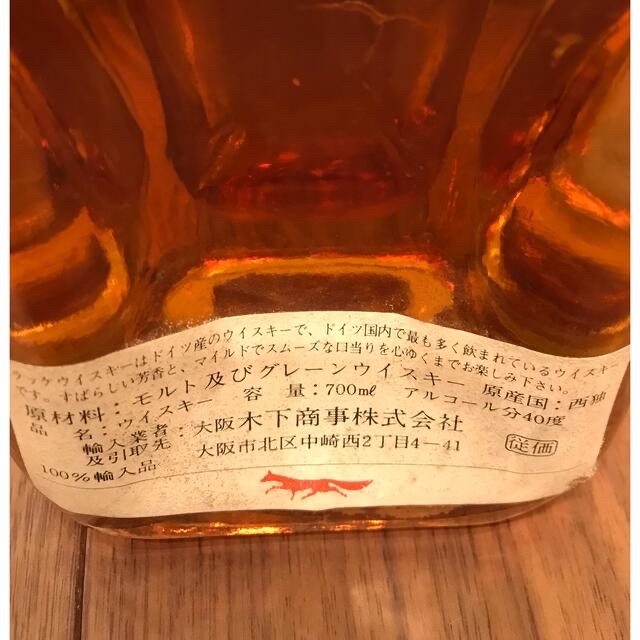 ラッケウイスキーはドイツ産のウイスキーで、ドイツ国内で最も多く飲まれているウイスキー
です。すばらしい芳香と、マイルドでスムーズな口当りを心ゆくまでお楽しみ下さい。
原材料：モルト及びグレーンウイスキー 原産国：西独
品名：ウイスキー 容量：700mℓ アルコール分40度
輸入業者：大阪木下商事株式会社
及引取先 大阪市北区中崎西2丁目4-41
100%輸入品
従価